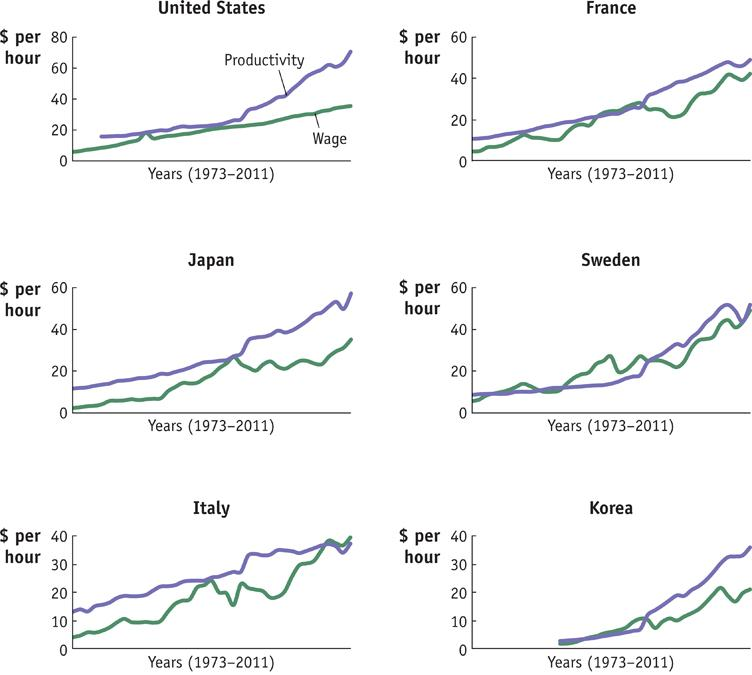 United States
$ per
hour
80
60
40
20
0
Productivity
Wage
Years (1973–2011)
France
$ per
hour
60
40
20
0
Years (1973–2011)
Japan
$ per
hour
60
40
20
0
Years (1973–2011)
Sweden
$ per
hour
60
40
20
0
Years (1973–2011)
Italy
$ per
hour
40
30
20
10
0
Years (1973–2011)
Korea
$ per
hour
40
30
20
10
0
Years (1973–2011)